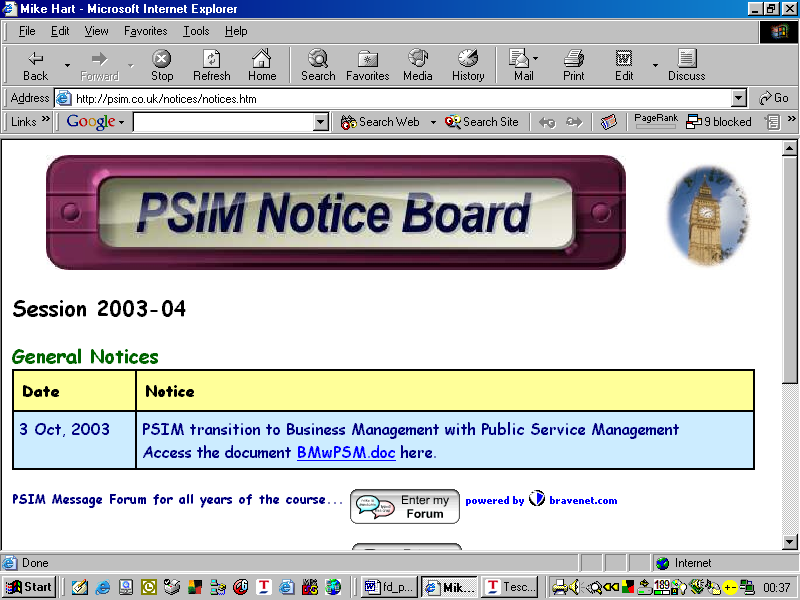 Mike Hart - Microsoft Internet Explorer
File Edit View Favorites Tools Help
Back Forward Stop Refresh Home Search Favorites Media History Mail Print Edit Discuss
Address http://psim.co.uk/notices/notices.htm Go
Links » Google Search Web Search Site PageRank 9 blocked »
PSIM Notice Board
Session 2003-04
General Notices
Date Notice
3 Oct, 2003 PSIM transition to Business Management with Public Service Management
Access the document BMwPSM.doc here.
PSIM Message Forum for all years of the course... Enter my Forum powered by bravenet.com
Done Internet
Start fd_p... Mik... Tesc... 189 00:37